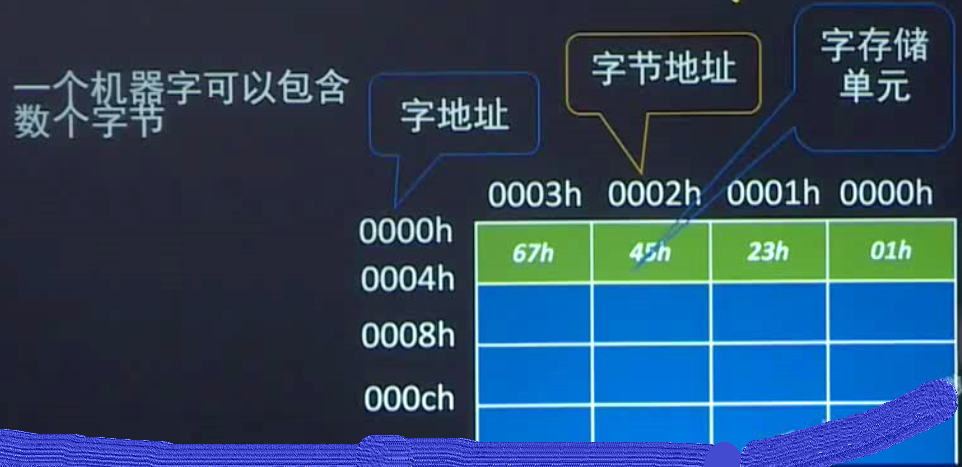 一个机器字可以包含
数个字节
字地址
字节地址
字存储
单元
0003h 0002h 0001h 0000h
0000h 67h 45h 23h 01h
0004h
0008h
000ch